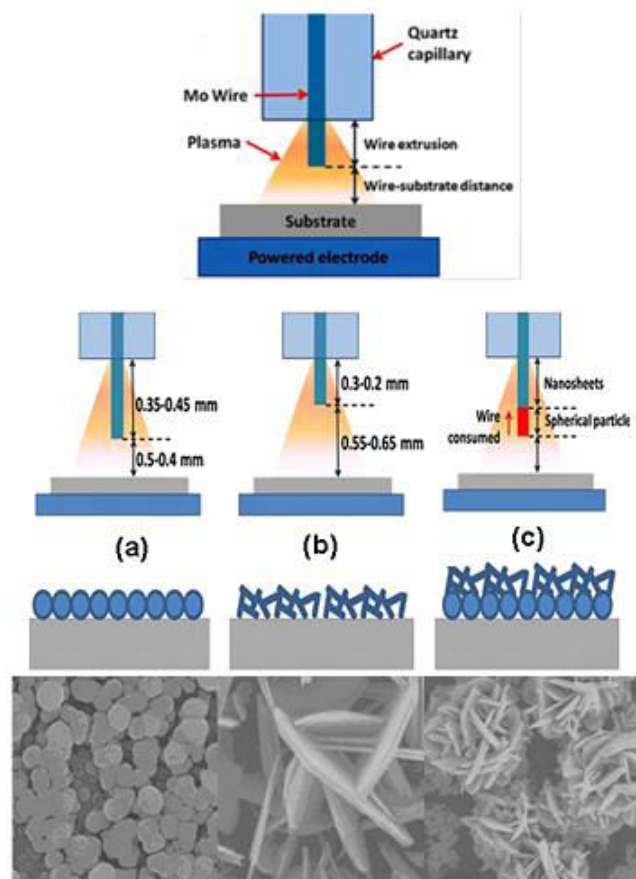 Quartz
capillary
Mo Wire
Plasma
Wire extrusion
Wire-substrate distance
Substrate
Powered electrode
0.35-0.45 mm
0.5-0.4 mm
0.3-0.2 mm
0.55-0.65 mm
Nanosheets
Wire
consumed
Spherical particle
(a)
(b)
(c)